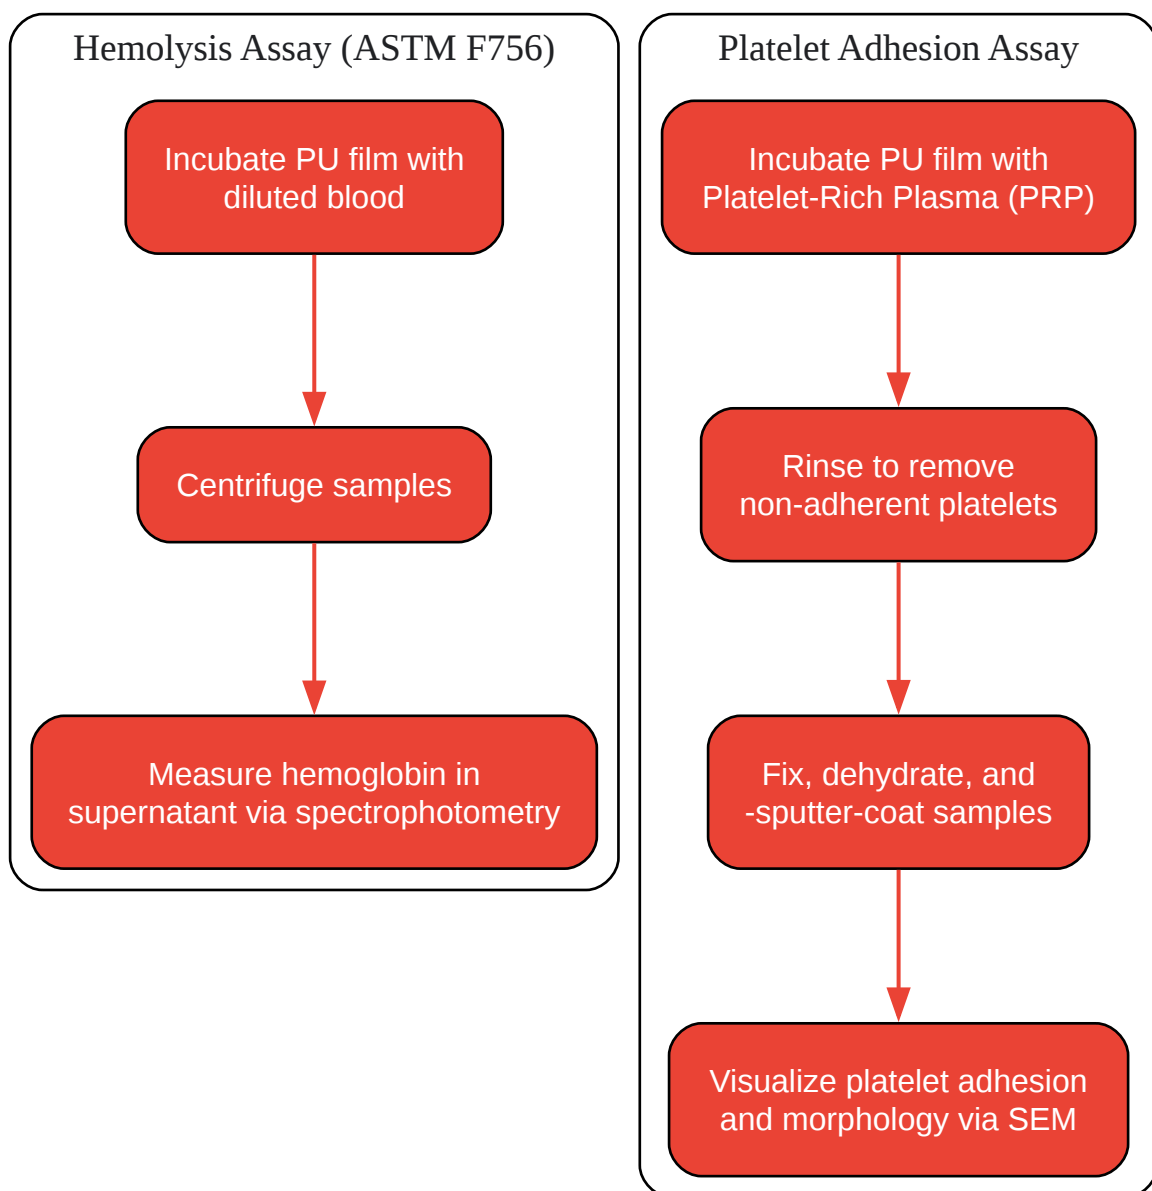 Hemolysis Assay (ASTM F756)
Incubate PU film with
diluted blood
Centrifuge samples
Measure hemoglobin in
supernatant via spectrophotometry
Platelet Adhesion Assay
Incubate PU film with
Platelet-Rich Plasma (PRP)
Rinse to remove
non-adherent platelets
Fix, dehydrate, and
-sputter-coat samples
Visualize platelet adhesion
and morphology via SEM